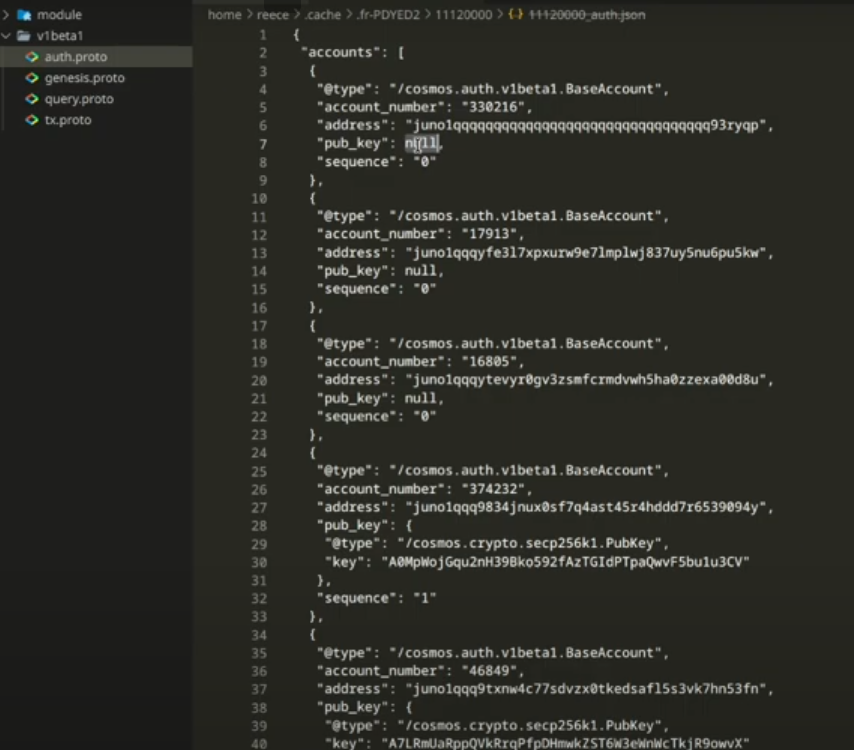 module
v1beta1
auth.proto
genesis.proto
query.proto
tx.proto
home > reece > .cache > .fr-PDYED2 > 11120000 > {·} 11120000_auth.json
1 {
2 "accounts": [
3 {
4 "@type": "/cosmos.auth.v1beta1.BaseAccount",
5 "account_number": "330216",
6 "address": "juno1qqqqqqqqqqqqqqqqqqqqqqqqqqqqqqqq93ryqp",
7 "pub_key": null,
8 "sequence": "0"
9 },
10 {
11 "@type": "/cosmos.auth.v1beta1.BaseAccount",
12 "account_number": "17913",
13 "address": "juno1qqqyfe3l7xpxurw9e7lmplwj837uy5nu6pu5kw",
14 "pub_key": null,
15 "sequence": "0"
16 },
17 {
18 "@type": "/cosmos.auth.v1beta1.BaseAccount",
19 "account_number": "16805",
20 "address": "juno1qqqytevyr0gv3zsmfcrmdvwh5ha0zzexa00d8u",
21 "pub_key": null,
22 "sequence": "0"
23 },
24 {
25 "@type": "/cosmos.auth.v1beta1.BaseAccount",
26 "account_number": "374232",
27 "address": "juno1qqq9834jnux0sf7q4ast45r4hddd7r6539094y",
28 "pub_key": {
29 "@type": "/cosmos.crypto.secp256k1.PubKey",
30 "key": "A0MpWojGqu2nH39Bko592fAzTGIdPTpaQwvF5bu1u3CV"
31 },
32 "sequence": "1"
33 },
34 {
35 "@type": "/cosmos.auth.v1beta1.BaseAccount",
36 "account_number": "46849",
37 "address": "juno1qqq9txnw4c77sdvzx0tkedsafl5s3vk7hn53fn",
38 "pub_key": {
39 "@type": "/cosmos.crypto.secp256k1.PubKey",
40 "key": "A7LRmUaRppQVkRrqPfpDHmwkZST6W3eWnWcTkjR9owvX"